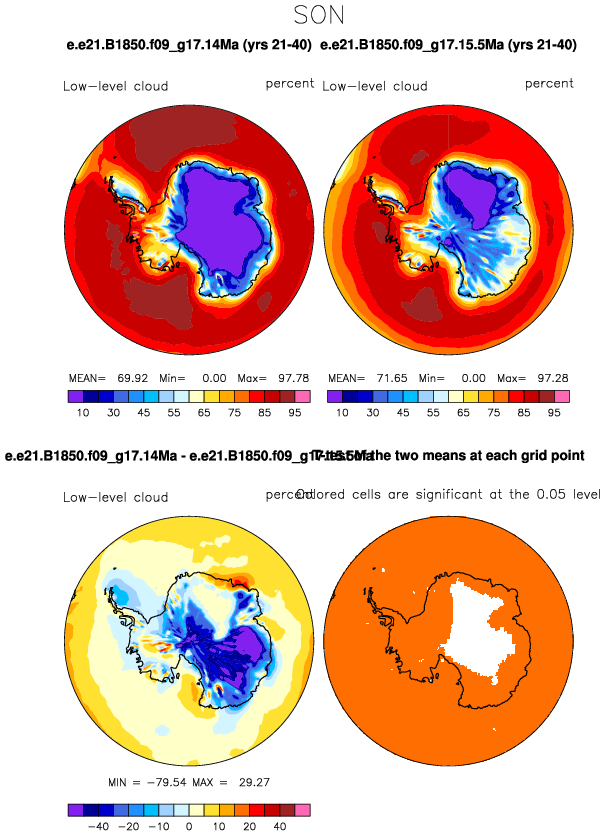 SON
e.e21.B1850.f09_g17.14Ma (yrs 21-40) e.e21.B1850.f09_g17.15.5Ma (yrs 21-40)
Low-level cloud percent Low-level cloud percent
MEAN= 69.92 Min= 0.00 Max= 97.78 MEAN= 71.65 Min= 0.00 Max= 97.28
10 30 45 55 65 75 85 95 10 30 45 55 65 75 85 95
e.e21.B1850.f09_g17.14Ma - e.e21.B1850.f09_g17.15.5Ma T-test of the two means at each grid point
Low-level cloud percent Colored cells are significant at the 0.05 level
MIN = -79.54 MAX = 29.27
-40 -20 -10 0 10 20 40